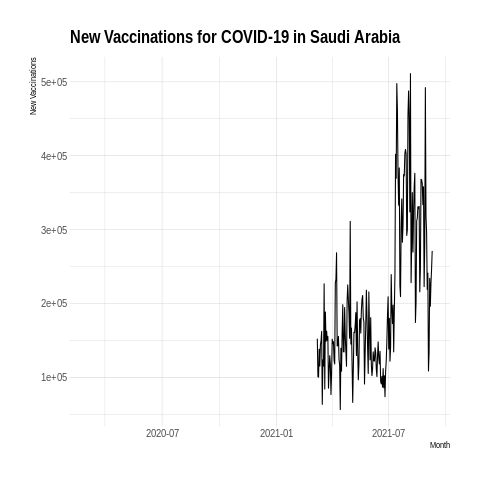 New Vaccinations for COVID-19 in Saudi Arabia
New Vaccinations
5e+05
4e+05
3e+05
2e+05
1e+05
2020-07
2021-01
2021-07
Month